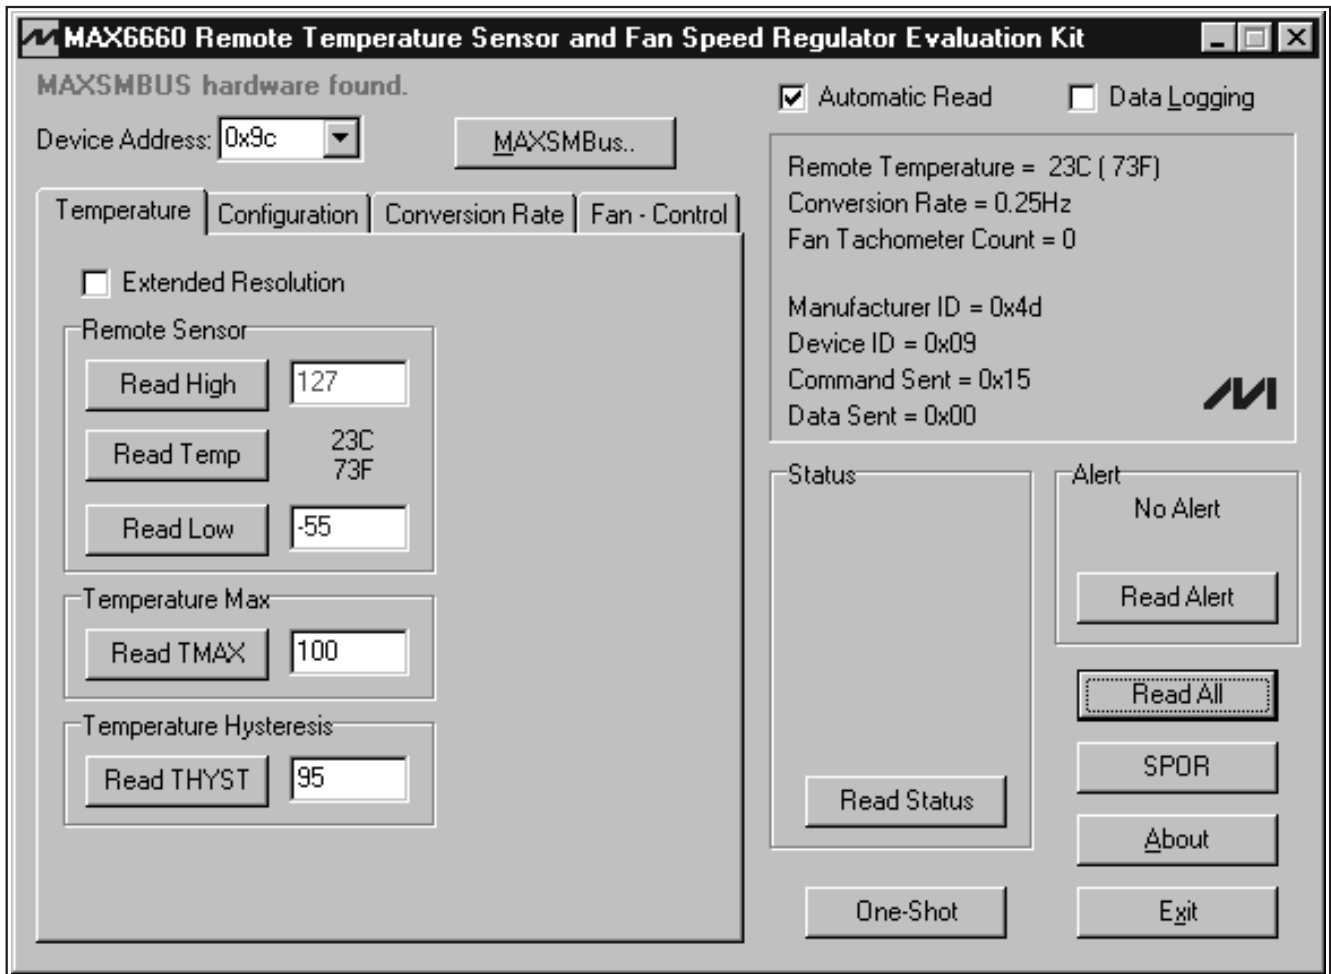 MAX6660 Remote Temperature Sensor and Fan Speed Regulator Evaluation Kit
MAXSMBUS hardware found.
Automatic Read
Data Logging
Device Address:
0x9c
MAXSMBus..
Remote Temperature = 23C ( 73F)
Conversion Rate = 0.25Hz
Fan Tachometer Count = 0
Manufacturer ID = 0x4d
Device ID = 0x09
Command Sent = 0x15
Data Sent = 0x00
Temperature
Configuration
Conversion Rate
Fan - Control
Extended Resolution
Remote Sensor
Read High
127
Read Temp
23C
73F
Read Low
-55
Temperature Max
Read TMAX
100
Temperature Hysteresis
Read THYST
95
Status
Read Status
One-Shot
Alert
No Alert
Read Alert
Read All
SPOR
About
Exit